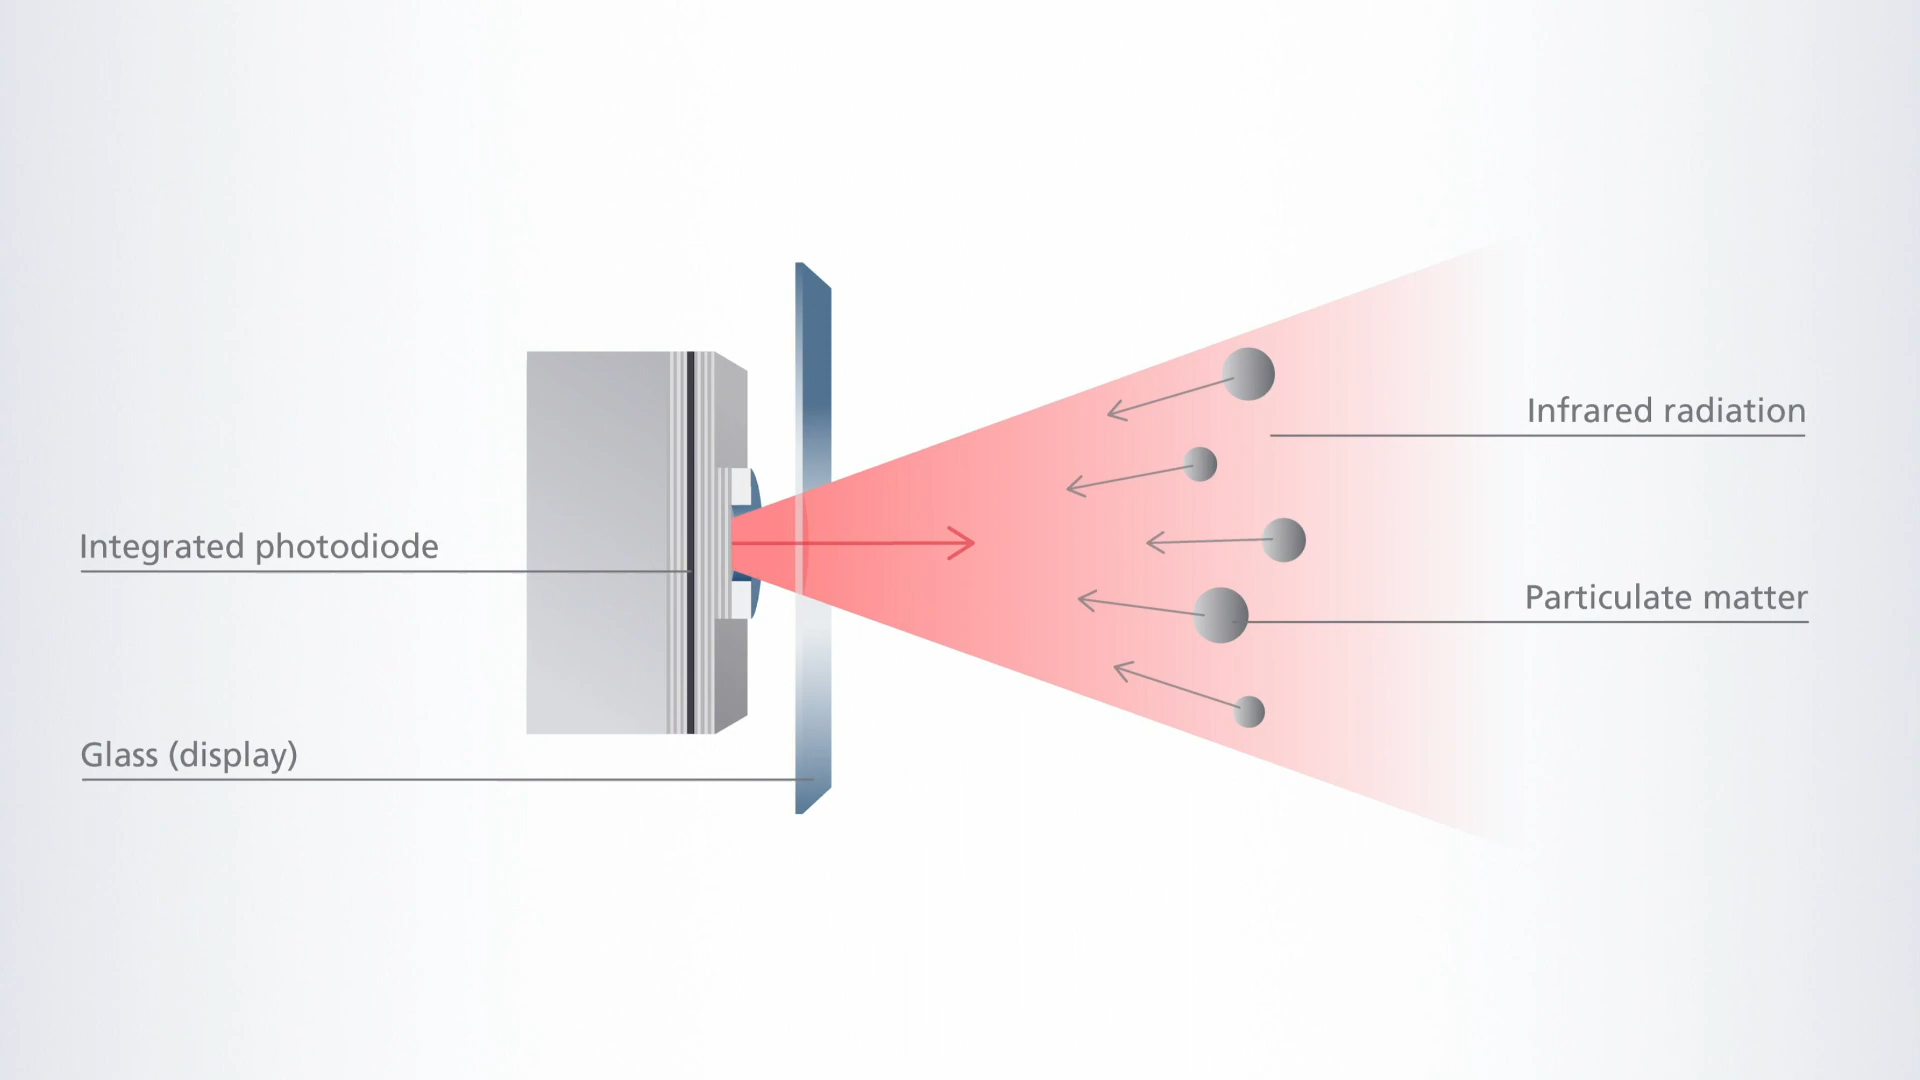 Infrared radiation
Integrated photodiode
Particulate matter
Glass (display)